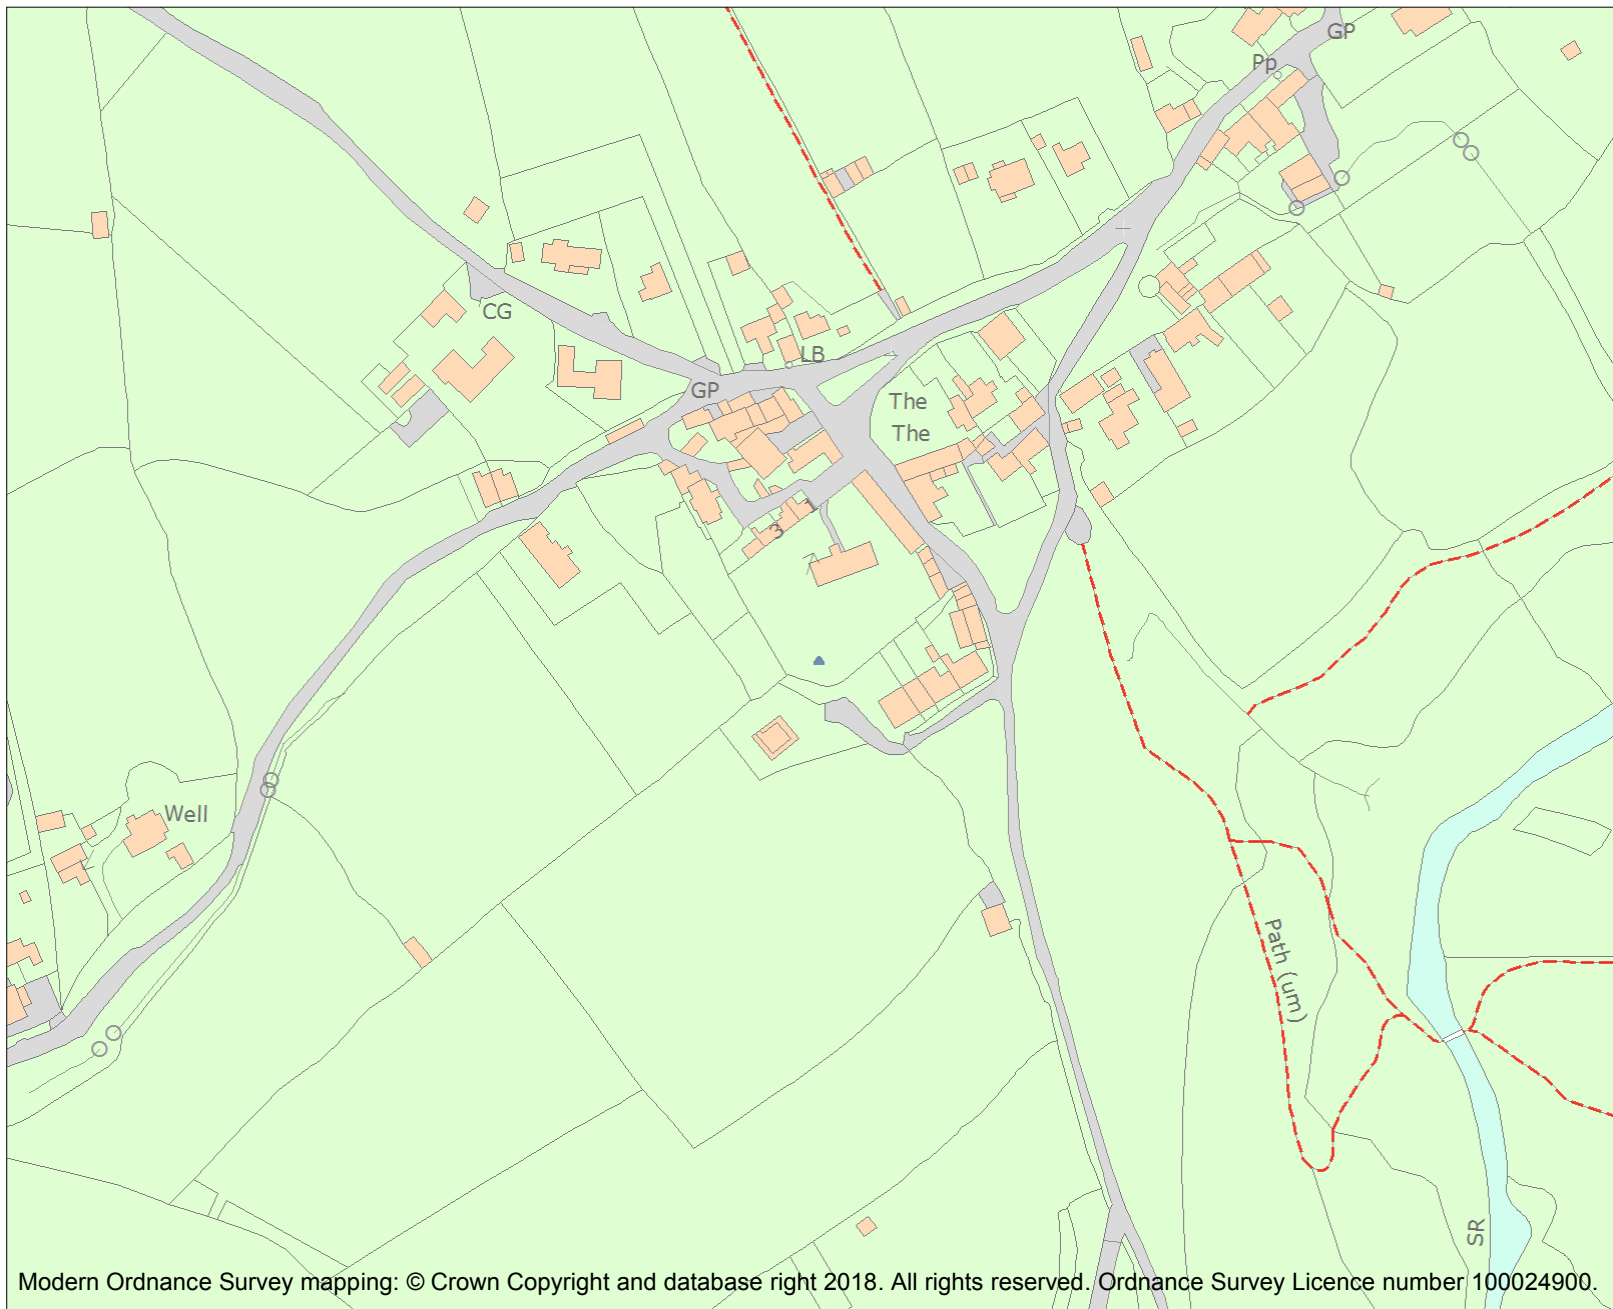 GP
Pp
CG
LB
GP
The
The
1
3
Well
Path (um)
SR
Modern Ordnance Survey mapping: © Crown Copyright and database right 2018. All rights reserved. Ordnance Survey Licence number 100024900.